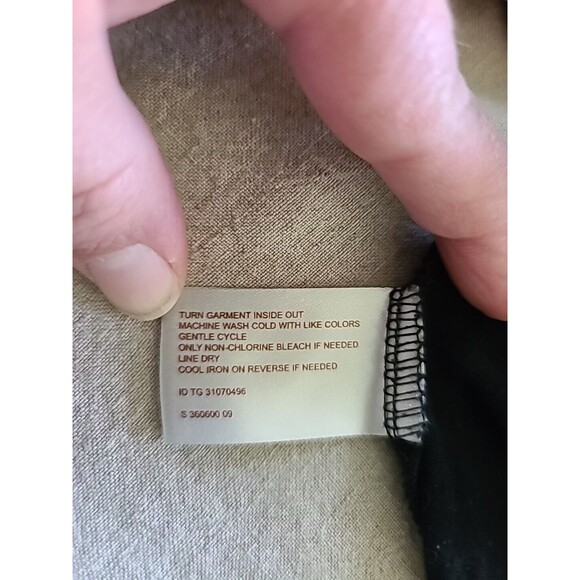 TURN GARMENT INSIDE OUT
MACHINE WASH COLD WITH LIKE COLORS
GENTLE CYCLE
ONLY NON-CHLORINE BLEACH IF NEEDED
LINE DRY
COOL IRON ON REVERSE IF NEEDED
ID TG 31070496
S 360600 09